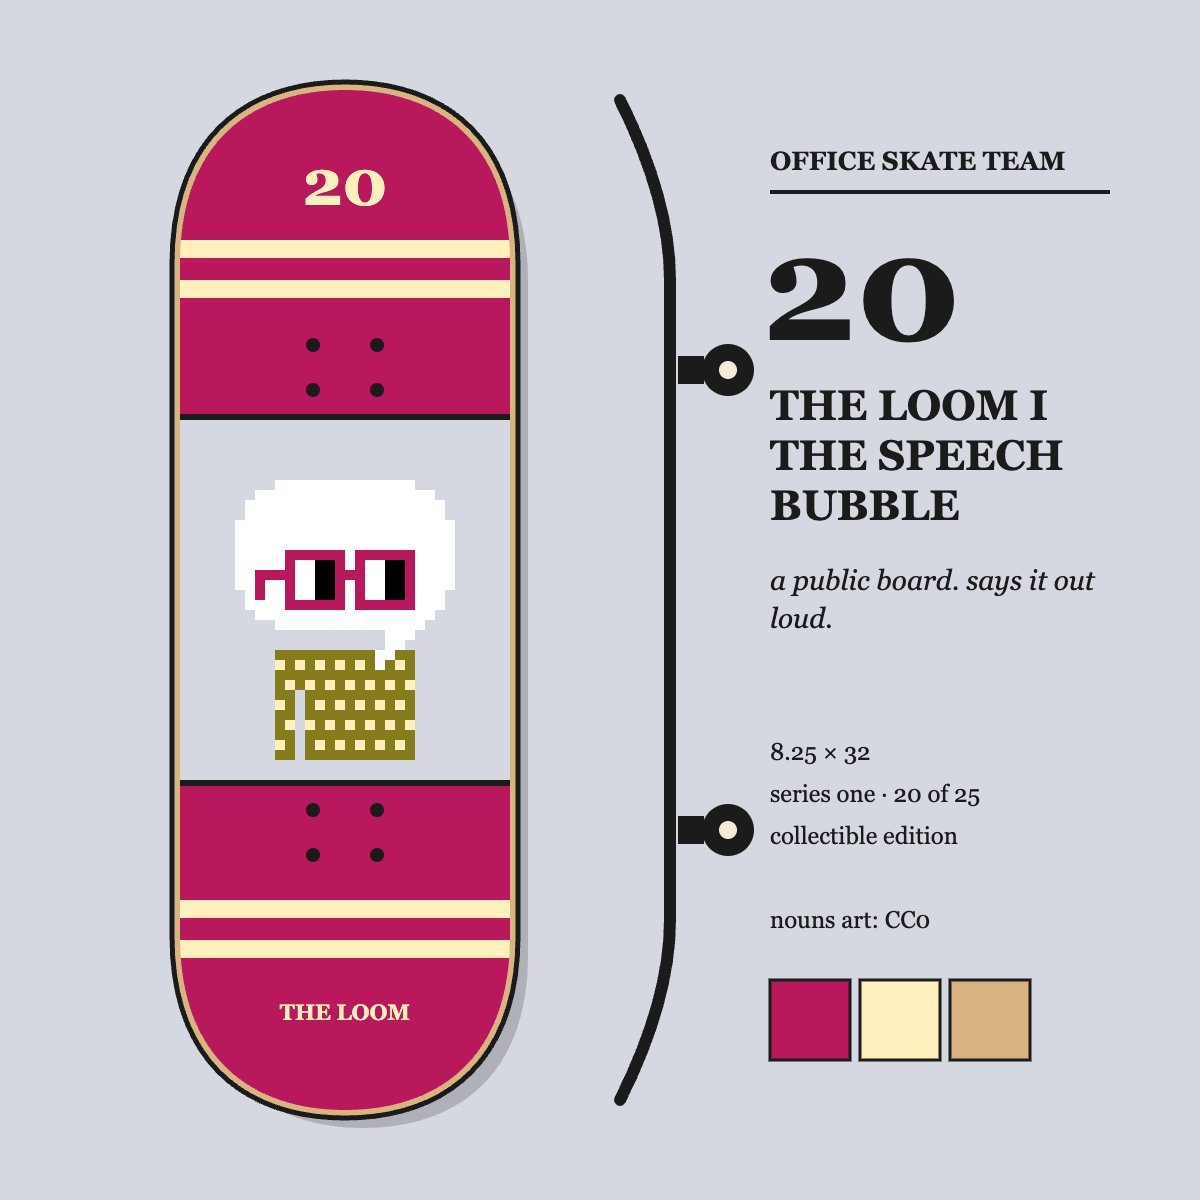 20
THE LOOM
OFFICE SKATE TEAM
20
THE LOOM I
THE SPEECH
BUBBLE
a public board. says it out
loud.
8.25 × 32
series one · 20 of 25
collectible edition
nouns art: CC0